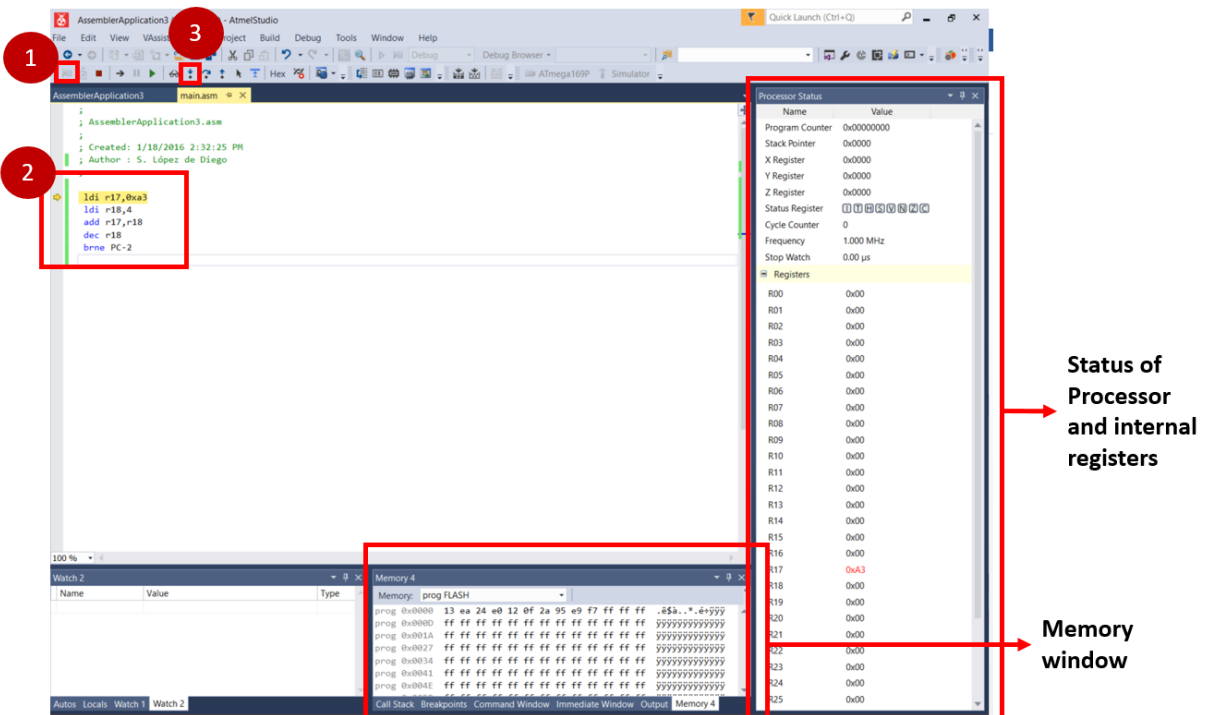 AssemblerApplication3 - AtmelStudio
Quick Launch (Ctrl+Q)
File Edit View VAssist Project Build Debug Tools Window Help
1
3
Debug
Debug Browser
Hex
ATmega169P
Simulator
AssemblerApplication3
main.asm
;
; AssemblerApplication3.asm
;
; Created: 1/18/2016 2:32:25 PM
; Author : S. López de Diego
;
2
ldi r17,0xa3
ldi r18,4
add r17,r18
dec r18
brne PC-2
100 %
Watch 2
Name Value Type
Autos Locals Watch 1 Watch 2
Memory 4
Memory: prog FLASH
prog 0x0000 13 ea 24 e0 12 0f 2a 95 e9 f7 ff ff ff .ê$à..*.é÷ÿÿÿ
prog 0x000D ff ff ff ff ff ff ff ff ff ff ff ff ff ÿÿÿÿÿÿÿÿÿÿÿÿÿ
prog 0x001A ff ff ff ff ff ff ff ff ff ff ff ff ff ÿÿÿÿÿÿÿÿÿÿÿÿÿ
prog 0x0027 ff ff ff ff ff ff ff ff ff ff ff ff ff ÿÿÿÿÿÿÿÿÿÿÿÿÿ
prog 0x0034 ff ff ff ff ff ff ff ff ff ff ff ff ff ÿÿÿÿÿÿÿÿÿÿÿÿÿ
prog 0x0041 ff ff ff ff ff ff ff ff ff ff ff ff ff ÿÿÿÿÿÿÿÿÿÿÿÿÿ
prog 0x004E ff ff ff ff ff ff ff ff ff ff ff ff ff ÿÿÿÿÿÿÿÿÿÿÿÿÿ
Call Stack Breakpoints Command Window Immediate Window Output Memory 4
Processor Status
Name Value
Program Counter 0x00000000
Stack Pointer 0x0000
X Register 0x0000
Y Register 0x0000
Z Register 0x0000
Status Register I T H S V N Z C
Cycle Counter 0
Frequency 1.000 MHz
Stop Watch 0.00 µs
Registers
R00 0x00
R01 0x00
R02 0x00
R03 0x00
R04 0x00
R05 0x00
R06 0x00
R07 0x00
R08 0x00
R09 0x00
R10 0x00
R11 0x00
R12 0x00
R13 0x00
R14 0x00
R15 0x00
R16 0x00
R17 0xA3
R18 0x00
R19 0x00
R20 0x00
R21 0x00
R22 0x00
R23 0x00
R24 0x00
R25 0x00
Status of
Processor
and internal
registers
Memory
window